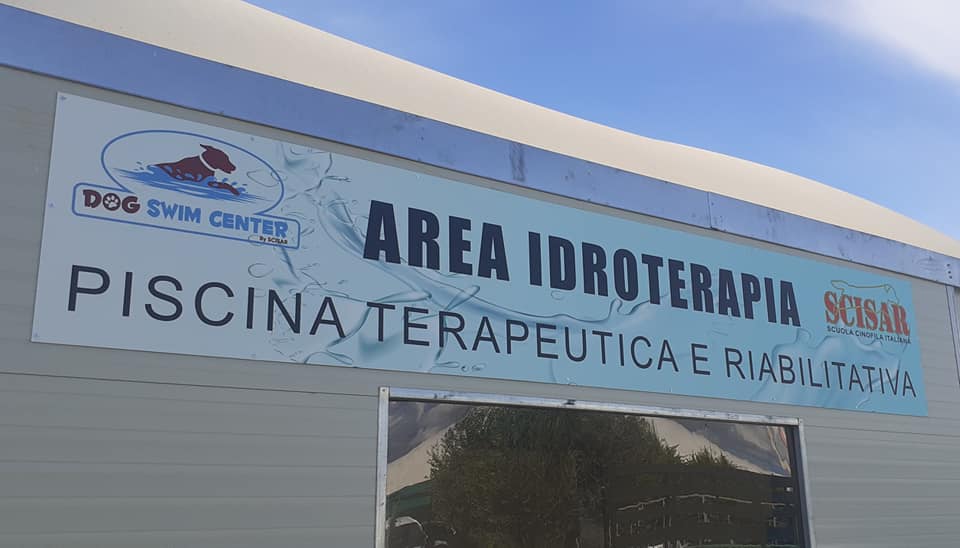 DOG SWIM CENTER
By SCISAR
AREA IDROTERAPIA
PISCINA TERAPEUTICA E RIABILITATIVA
SCISAR
SCUOLA CINOFILA ITALIANA